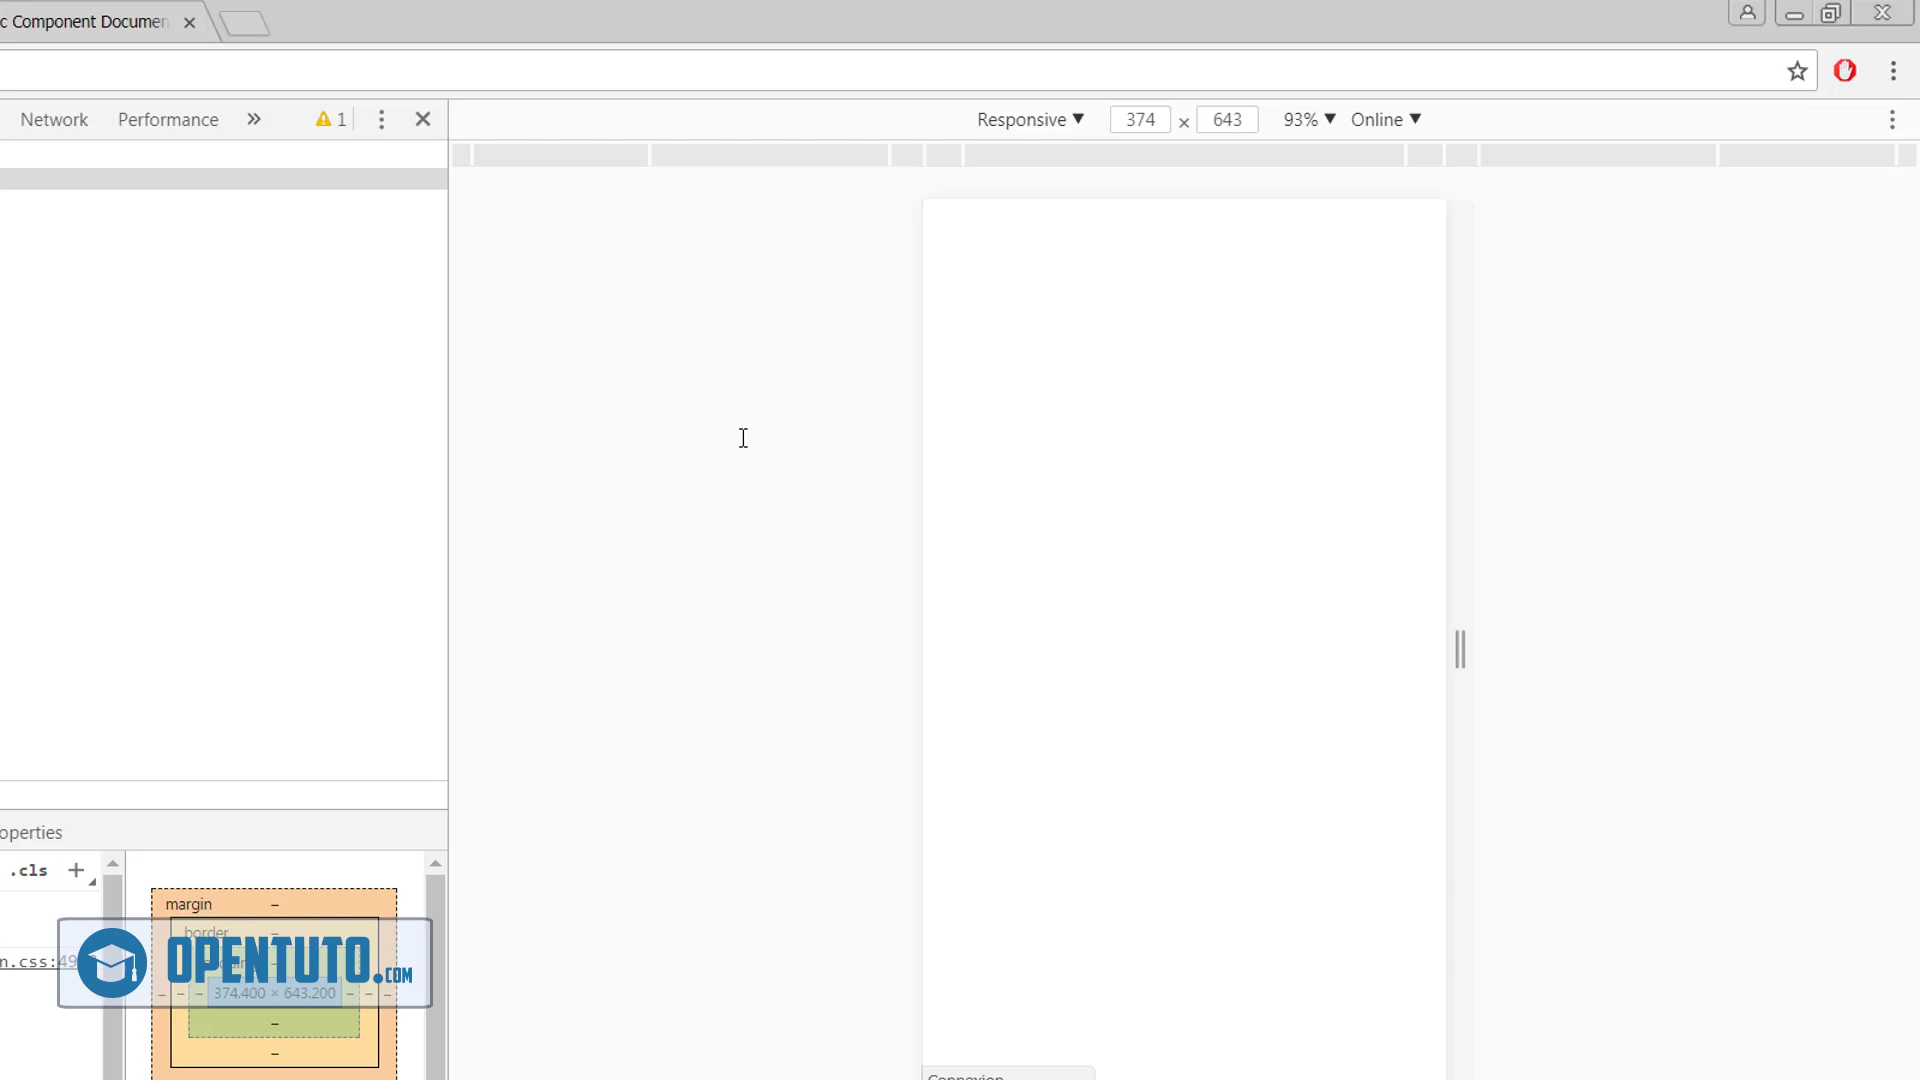 c Component Documen
Network Performance » 1
Responsive ▼ 374 × 643 93% ▼ Online ▼
operties
.cls +
margin –
border –
n.css:49
OPENTUTO.COM
– – – 374.400 × 643.200 – – –
–
–
Connexion